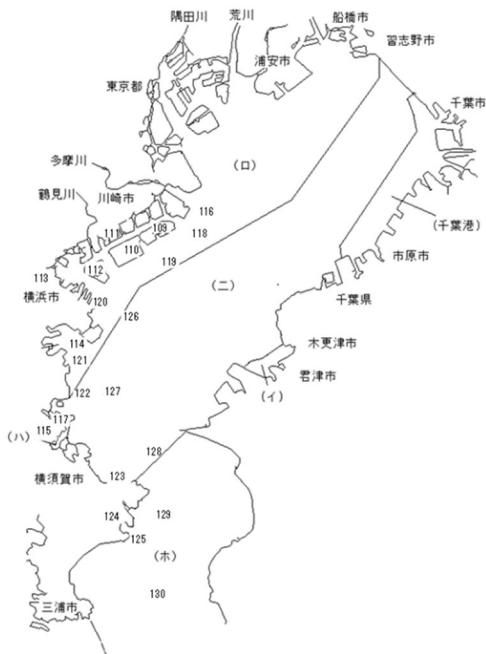 隅田川
荒川
船橋市
習志野市
浦安市
東京都
千葉市
多摩川
(ロ)
鶴見川
川崎市
116
(千葉港)
111
109
118
110
市原市
119
113
112
(ニ)
横浜市
120
千葉県
126
114
木更津市
121
君津市
122
127
(イ)
117
115
(ハ)
128
横須賀市
123
124
129
125
(ホ)
130
三浦市